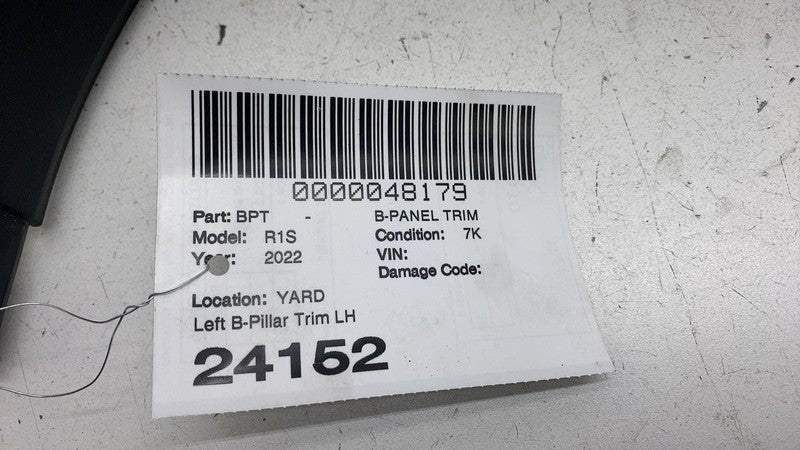 0000048179
Part: BPT - B-PANEL TRIM
Model: R1S Condition: 7K
Year: 2022 VIN:
Damage Code:
Location: YARD
Left B-Pillar Trim LH
24152